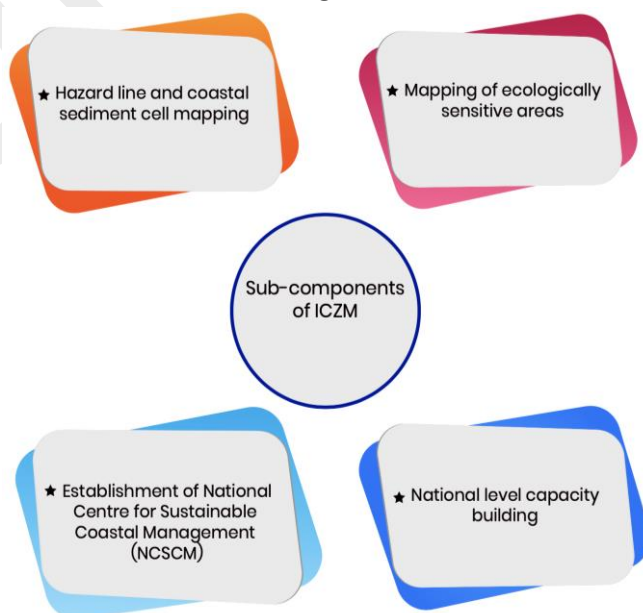 ★ Hazard line and coastal
sediment cell mapping
★ Mapping of ecologically
sensitive areas
Sub-components
of ICZM
★ Establishment of National
Centre for Sustainable
Coastal Management
(NCSCM)
★ National level capacity
building